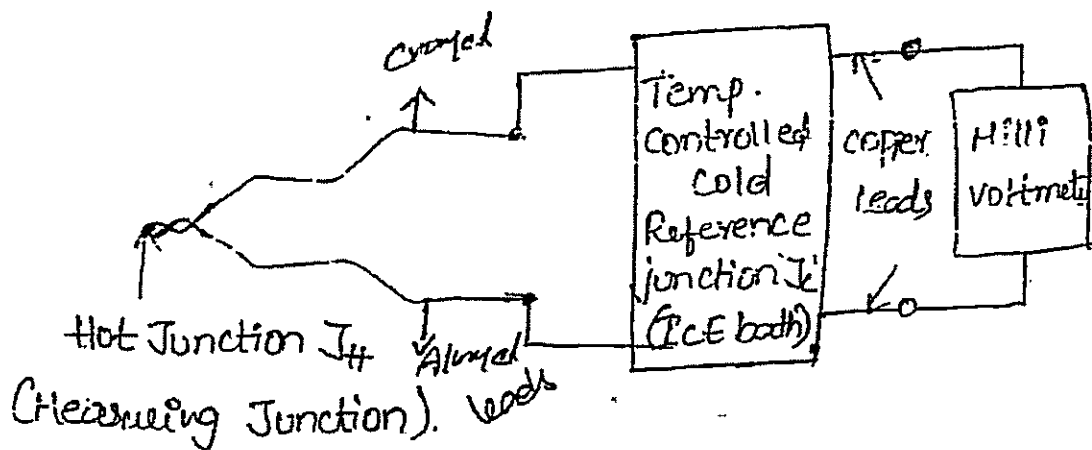 Cromel
Temp.
controlled
cold
Reference
junction Jc
(IcE bath)
copper
leads
Milli
voltmete
Hot Junction JH
(Measuring Junction).
Alumel
leads